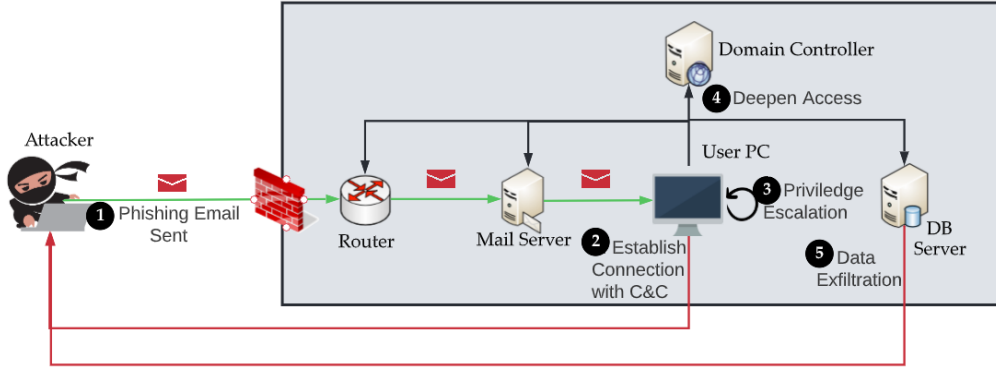 Domain Controller
4 Deepen Access
Attacker
User PC
1 Phishing Email
Sent
3 Priviledge
Escalation
Router
Mail Server
2 Establish
Connection
with C&C
DB
Server
5 Data
Exfiltration